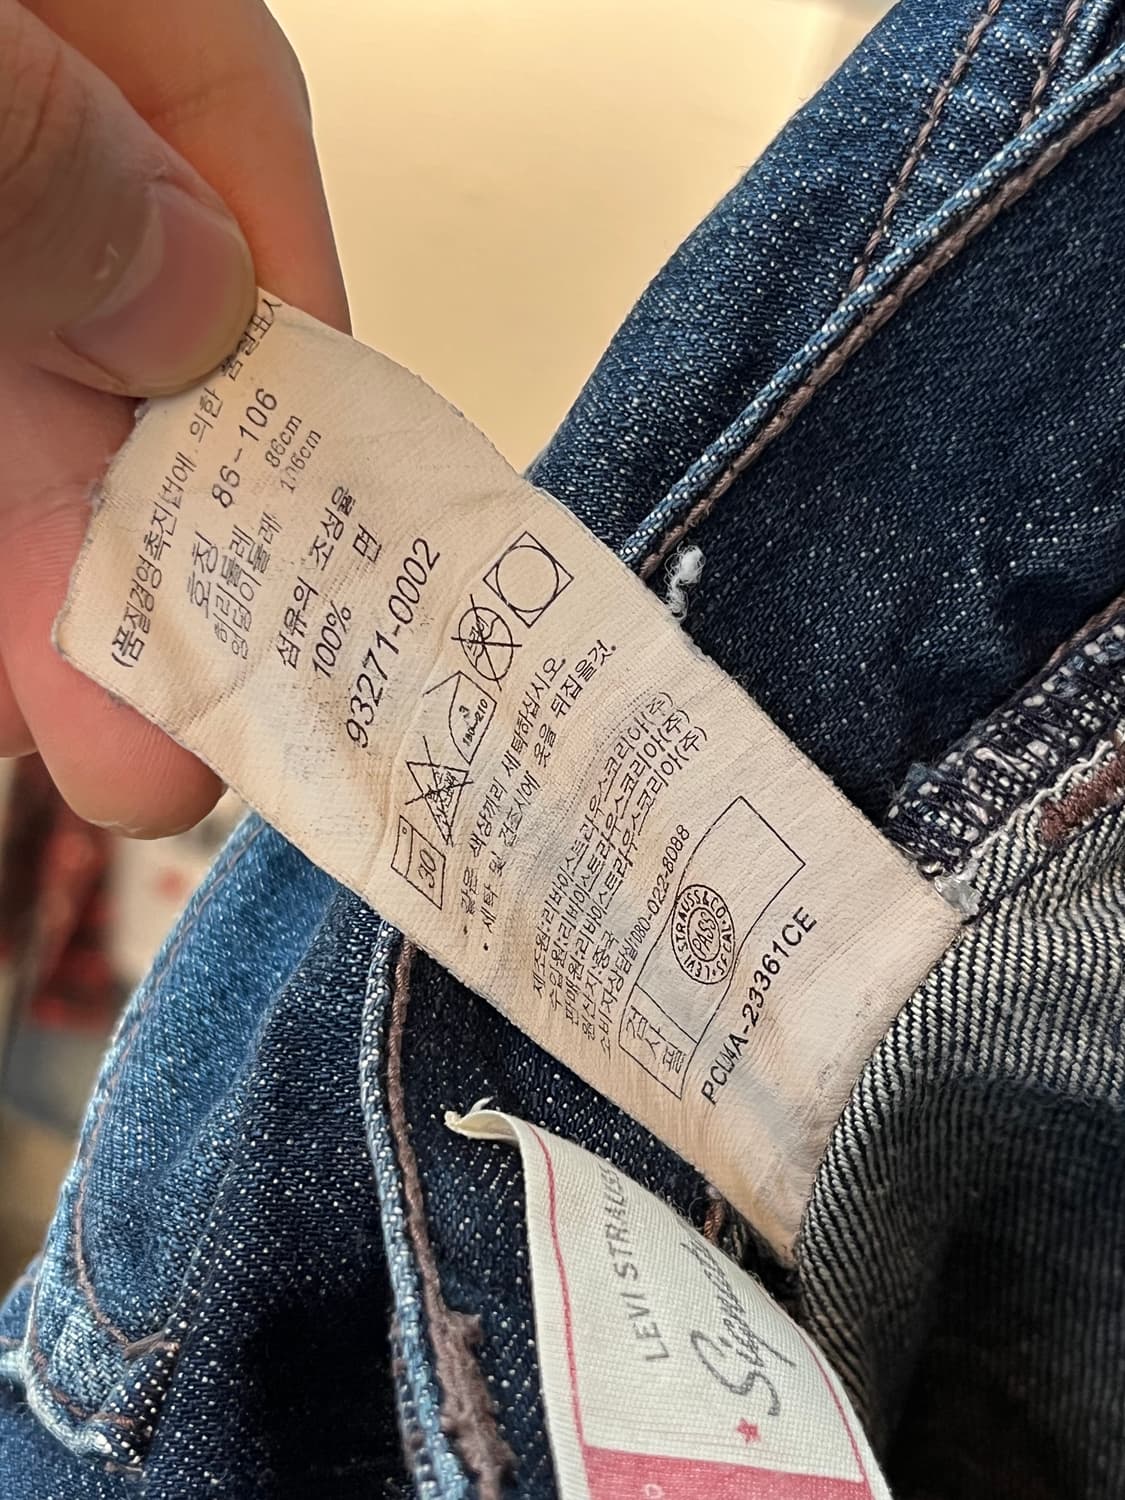 (품질경영촉진법에 의한 품질표시
호칭 86-106
허리둘레 86cm
엉덩이둘레 106cm
섬유의 조성율
100% 면
93271-0002
30
3
180~210
• 같은 색상끼리 세탁하십시오
• 세탁 및 건조시에 옷을 뒤집을것.
제조원:리바이스트라우스코리아(주)
수입원:리바이스트라우스코리아(주)
판매원:리바이스트라우스코리아(주)
원산지:중국
소비자상담실:080-022-8088
검사필
LEVI STRAUSS & CO.
S.F. CAL.
PASS
PCU4A-23361CE
LEVI STRAUSS
Signature